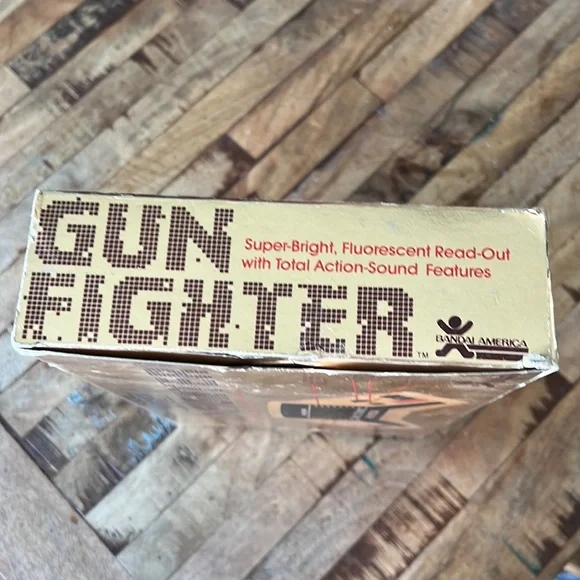 GUN
FIGHTER
Super-Bright, Fluorescent Read-Out
with Total Action-Sound Features
TM
BANDAI AMERICA